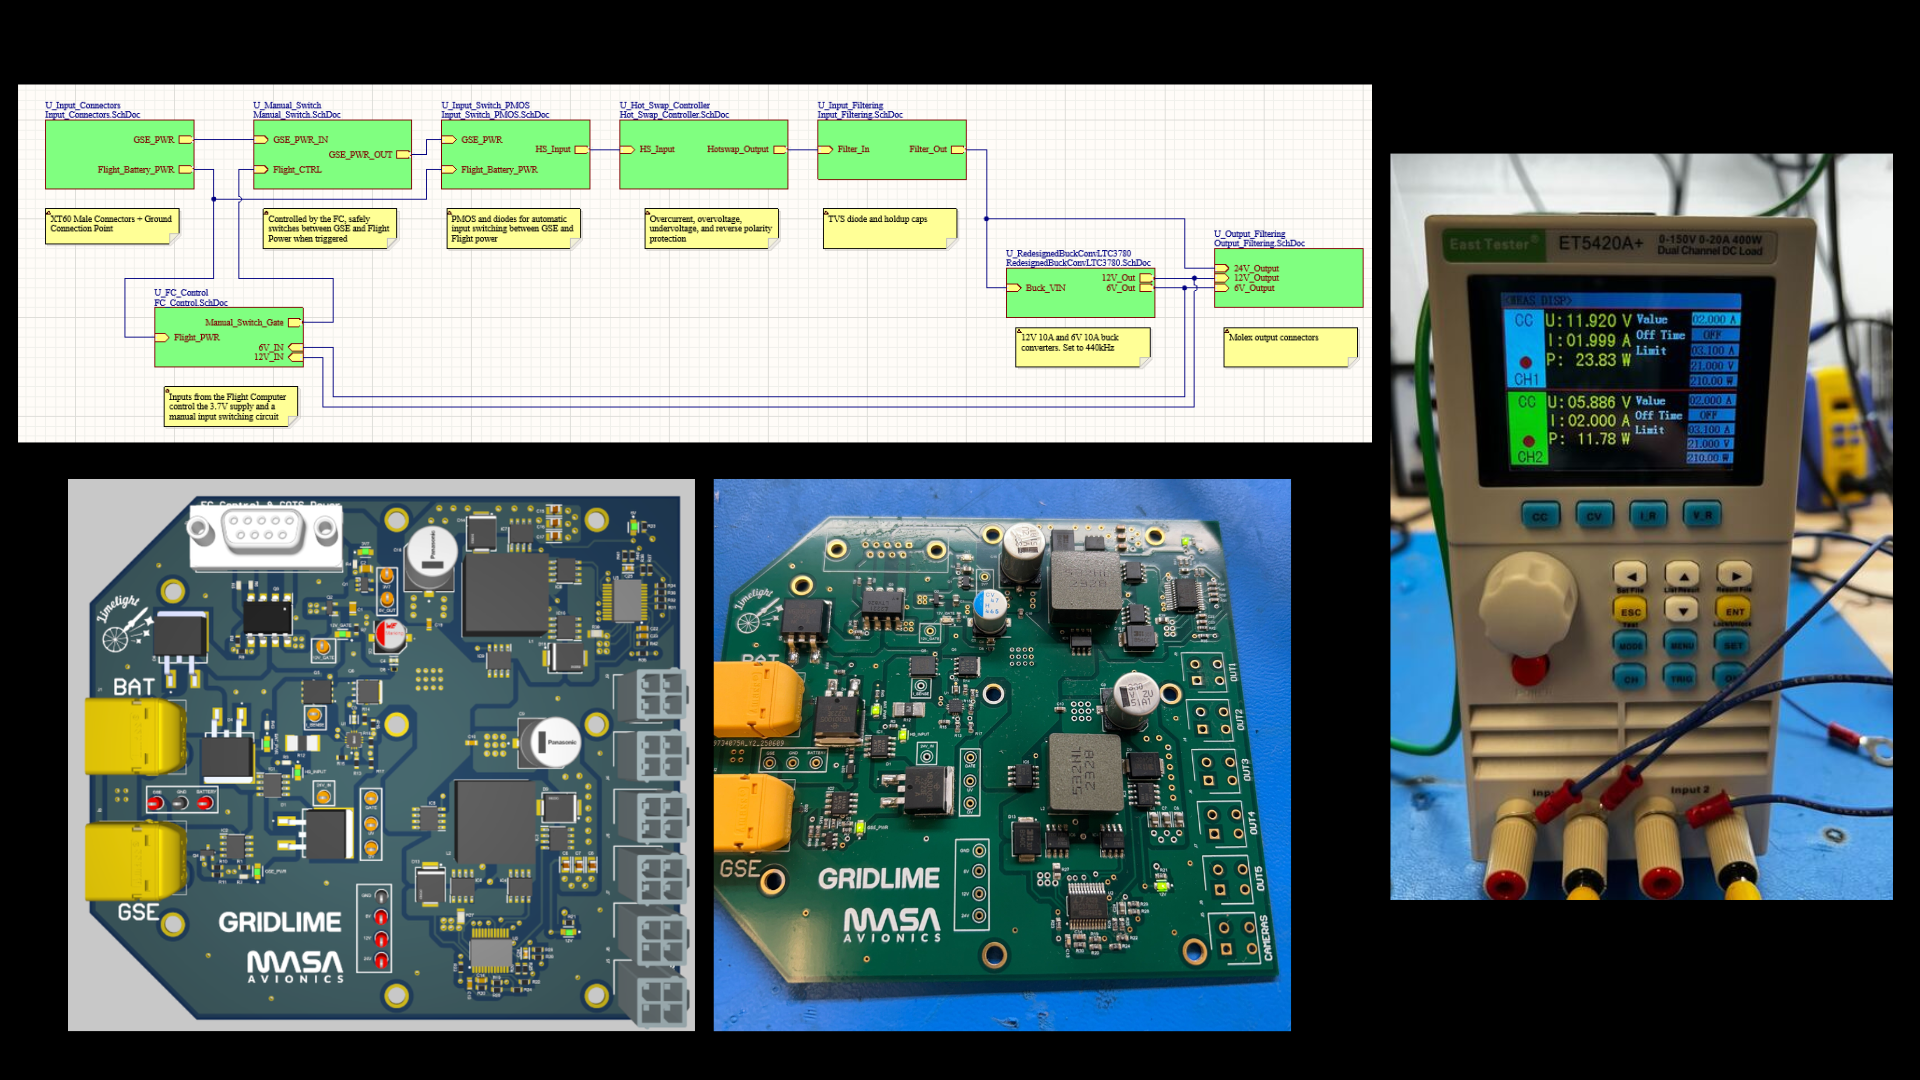 U_Input_Connectors
Input_Connectors.SchDoc
GSE_PWR
Flight_Battery_PWR
XT60 Male Connectors + Ground
Connection Point
U_Manual_Switch
Manual_Switch.SchDoc
GSE_PWR_IN
GSE_PWR_OUT
Flight_CTRL
Controlled by the FC, safely
switches between GSE and Flight
Power when triggered
U_Input_Switch_PMOS
Input_Switch_PMOS.SchDoc
GSE_PWR
HS_Input
Flight_Battery_PWR
PMOS and diodes for automatic
input switching between GSE and
Flight power
U_Hot_Swap_Controller
Hot_Swap_Controller.SchDoc
HS_Input
Hotswap_Output
Overcurrent, overvoltage,
undervoltage, and reverse polarity
protection
U_Input_Filtering
Input_Filtering.SchDoc
Filter_In
Filter_Out
TVS diode and holdup caps
U_RedesignedBuckConvLTC3780
RedesignedBuckConvLTC3780.SchDoc
12V_Out
Buck_VIN
6V_Out
12V 10A and 6V 10A buck
converters. Set to 440kHz
U_Output_Filtering
Output_Filtering.SchDoc
24V_Output
12V_Output
6V_Output
Molex output connectors
U_FC_Control
FC_Control.SchDoc
Manual_Switch_Gate
Flight_PWR
6V_IN
12V_IN
Inputs from the Flight Computer
control the 3.7V supply and a
manual input switching circuit
Limelight
BAT
GSE
GRIDLIME
MASA
AVIONICS
Panasonic
Panasonic
GND
GND
BATTERY
Limelight
BAT
GSE
GRIDLIME
MASA
AVIONICS
OUT1
OUT2
OUT3
OUT4
OUT5
CAMERAS
East Tester®
ET5420A+
0-150V 0-20A 400W
Dual Channel DC Load
<MEAS DISP>
CC
U: 11.920 V
Value
02.000 A
I: 01.999 A
Off Time
OFF
P: 23.83 W
Limit
03.100 A
21.000 V
210.00 W
CH1
CC
U: 05.886 V
Value
02.000 A
I: 02.000 A
Off Time
OFF
P: 11.78 W
Limit
03.100 A
21.000 V
210.00 W
CH2
CC
CV
ESC
ENT
MODE
MENU
SET
CH
TRIG
POWER
Input 2